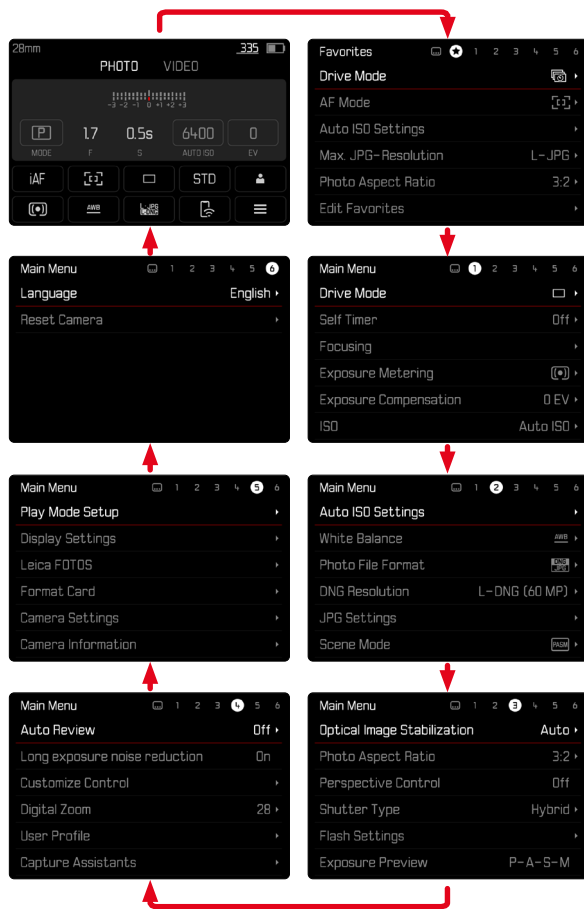 28mm 335
PHOTO VIDEO
-3 -2 -1 0 +1 +2 +3
P 1.7 0.5s 6400 0
MODE F S AUTO ISO EV
iAF STD
AWB L-JPG DNG
Favorites 1 2 3 4 5 6
Drive Mode
AF Mode
Auto ISO Settings
Max. JPG-Resolution L-JPG
Photo Aspect Ratio 3:2
Edit Favorites
Main Menu 1 2 3 4 5 6
Language English
Reset Camera
Main Menu 1 2 3 4 5 6
Drive Mode
Self Timer Off
Focusing
Exposure Metering
Exposure Compensation 0 EV
ISO Auto ISO
Main Menu 1 2 3 4 5 6
Play Mode Setup
Display Settings
Leica FOTOS
Format Card
Camera Settings
Camera Information
Main Menu 1 2 3 4 5 6
Auto ISO Settings
White Balance AWB
Photo File Format DNG JPG
DNG Resolution L-DNG (60 MP)
JPG Settings
Scene Mode PASM
Main Menu 1 2 3 4 5 6
Auto Review Off
Long exposure noise reduction On
Customize Control
Digital Zoom 28
User Profile
Capture Assistants
Main Menu 1 2 3 4 5 6
Optical Image Stabilization Auto
Photo Aspect Ratio 3:2
Perspective Control Off
Shutter Type Hybrid
Flash Settings
Exposure Preview P-A-S-M